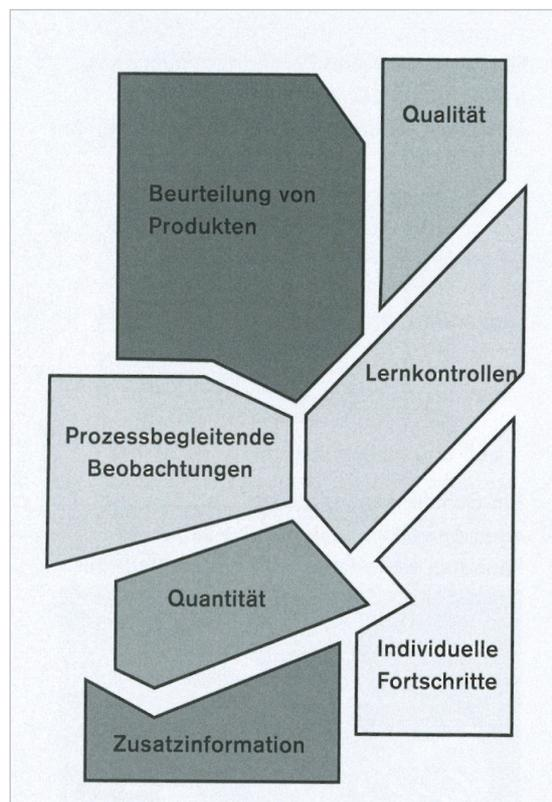 Qualität
Beurteilung von
Produkten
Lernkontrollen
Prozessbegleitende
Beobachtungen
Quantität
Individuelle
Fortschritte
Zusatzinformation